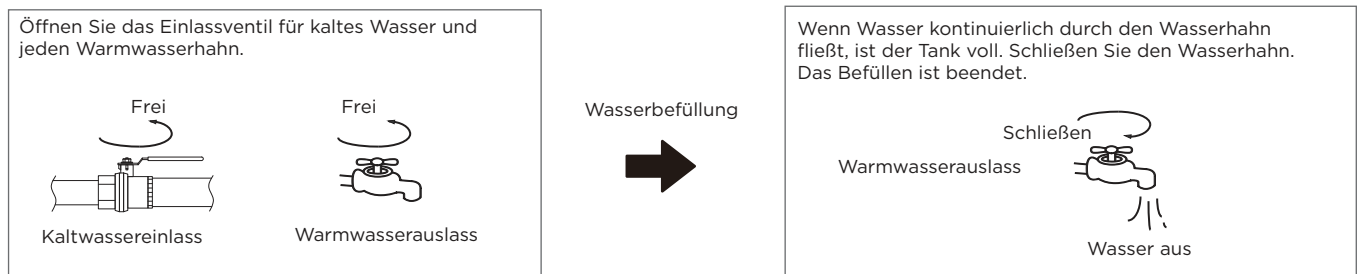 Öffnen Sie das Einlassventil für kaltes Wasser und
jeden Warmwasserhahn.
Frei
Frei
Kaltwassereinlass
Warmwasserauslass
Wasserbefüllung
Wenn Wasser kontinuierlich durch den Wasserhahn
fließt, ist der Tank voll. Schließen Sie den Wasserhahn.
Das Befüllen ist beendet.
Schließen
Warmwasserauslass
Wasser aus